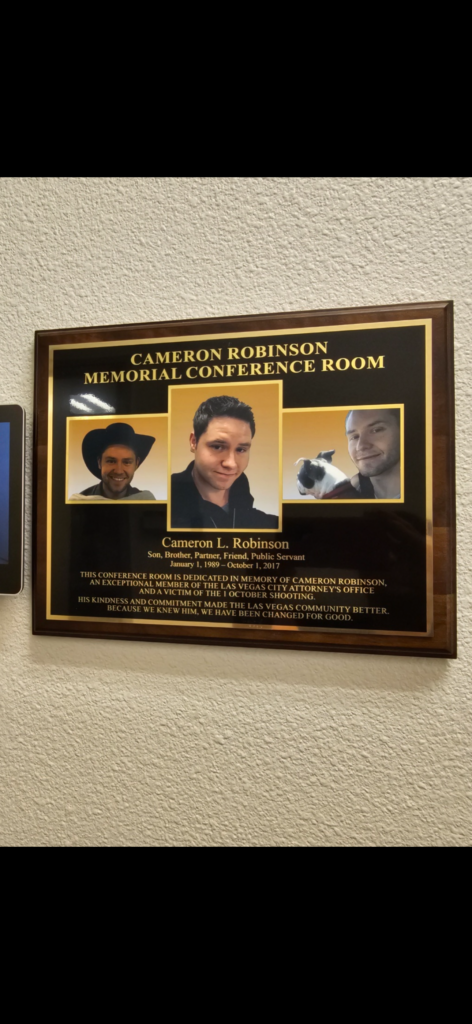 CAMERON ROBINSON
MEMORIAL CONFERENCE ROOM
Cameron L. Robinson
Son, Brother, Partner, Friend, Public Servant
January 1, 1989 – October 1, 2017
THIS CONFERENCE ROOM IS DEDICATED IN MEMORY OF CAMERON ROBINSON,
AN EXCEPTIONAL MEMBER OF THE LAS VEGAS CITY ATTORNEY'S OFFICE
AND A VICTIM OF THE 1 OCTOBER SHOOTING.
HIS KINDNESS AND COMMITMENT MADE THE LAS VEGAS COMMUNITY BETTER.
BECAUSE WE KNEW HIM, WE HAVE BEEN CHANGED FOR GOOD.